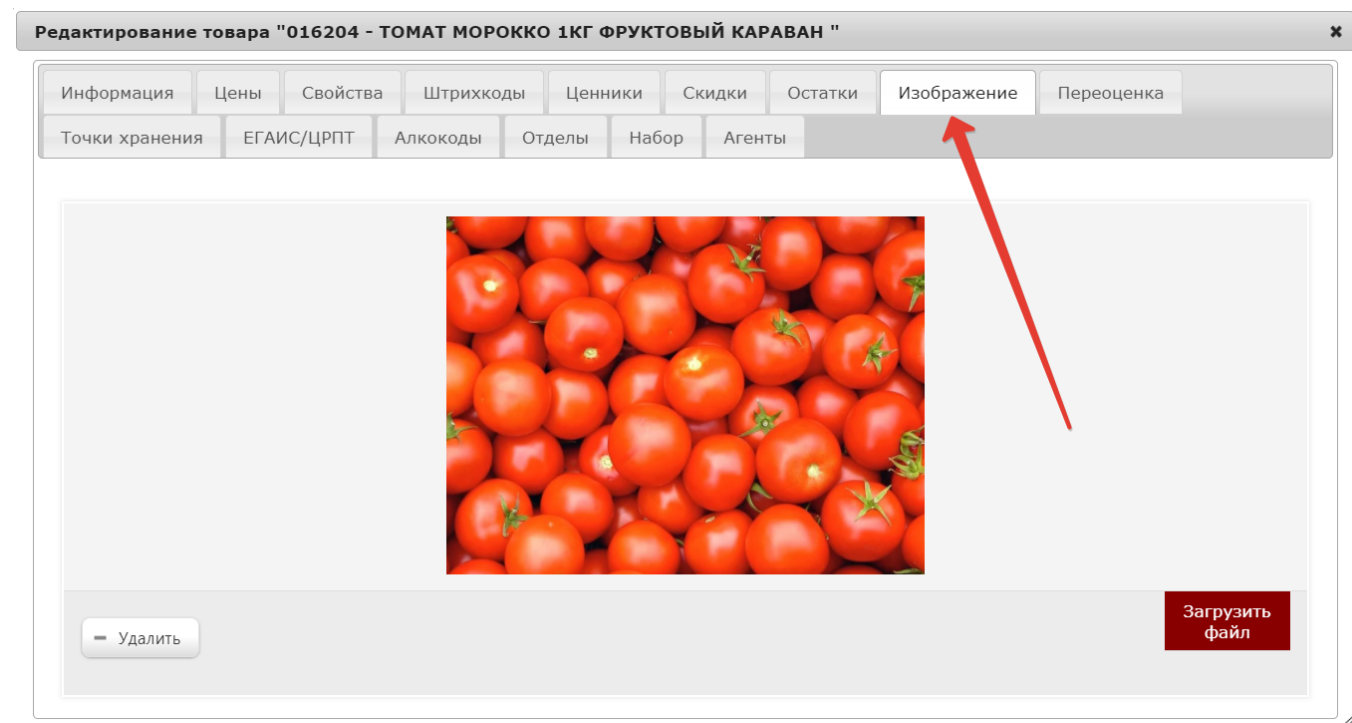 Редактирование товара "016204 - ТОМАТ МОРОККО 1КГ ФРУКТОВЫЙ КАРАВАН "
Информация Цены Свойства Штрихкоды Ценники Скидки Остатки Изображение Переоценка
Точки хранения ЕГАИС/ЦРПТ Алкокоды Отделы Набор Агенты
Загрузить
файл
Удалить